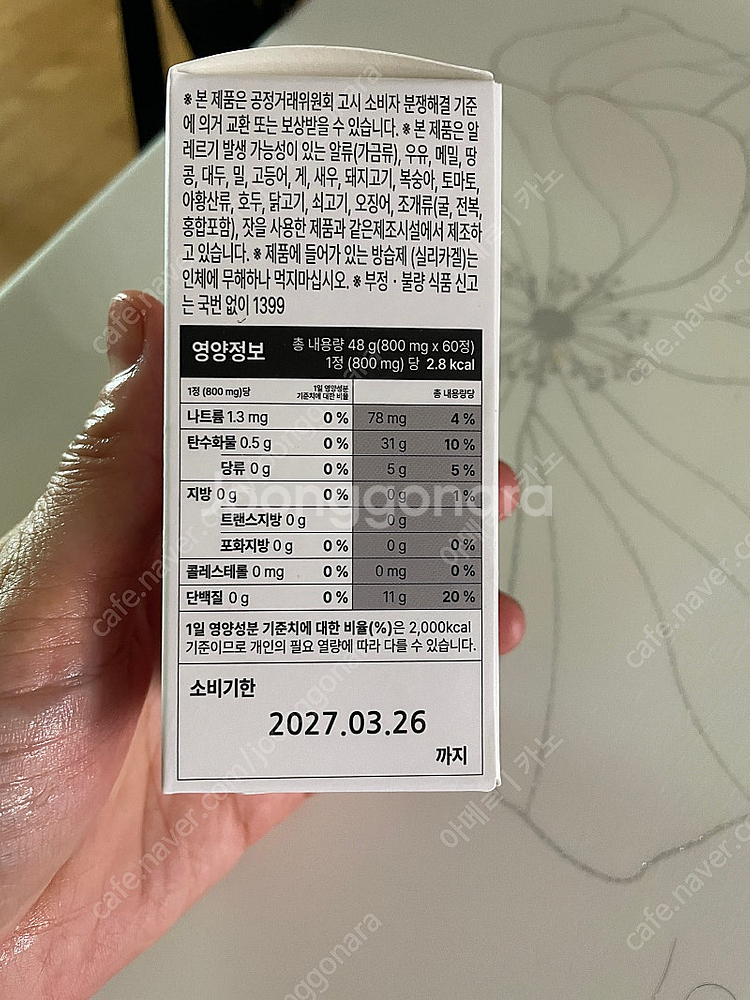 ※ 본 제품은 공정거래위원회 고시 소비자 분쟁해결 기준
에 의거 교환 또는 보상받을 수 있습니다. ※ 본 제품은 알
레르기 발생 가능성이 있는 알류(가금류), 우유, 메밀, 땅
콩, 대두, 밀, 고등어, 게, 새우, 돼지고기, 복숭아, 토마토,
아황산류, 호두, 닭고기, 쇠고기, 오징어, 조개류(굴, 전복,
홍합포함), 잣을 사용한 제품과 같은제조시설에서 제조하
고 있습니다. ※ 제품에 들어가 있는 방습제 (실리카겔)는
인체에 무해하나 먹지마십시오. ※ 부정 · 불량 식품 신고
는 국번 없이 1399
영양정보
총 내용량 48 g(800 mg x 60정)
1정 (800 mg) 당 2.8 kcal
1정 (800 mg)당 1일 영양성분 기준치에 대한 비율 총 내용량당
나트륨 1.3 mg 0 % 78 mg 4 %
탄수화물 0.5 g 0 % 31 g 10 %
당류 0 g 0 % 5 g 5 %
지방 0 g 0 % 0 g 1 %
트랜스지방 0 g 0 g
포화지방 0 g 0 % 0 g 0 %
콜레스테롤 0 mg 0 % 0 mg 0 %
단백질 0 g 0 % 11 g 20 %
1일 영양성분 기준치에 대한 비율(%)은 2,000kcal
기준이므로 개인의 필요 열량에 따라 다를 수 있습니다.
소비기한
2027.03.26
까지
joonggonara
cafe.naver.com/joonggonara